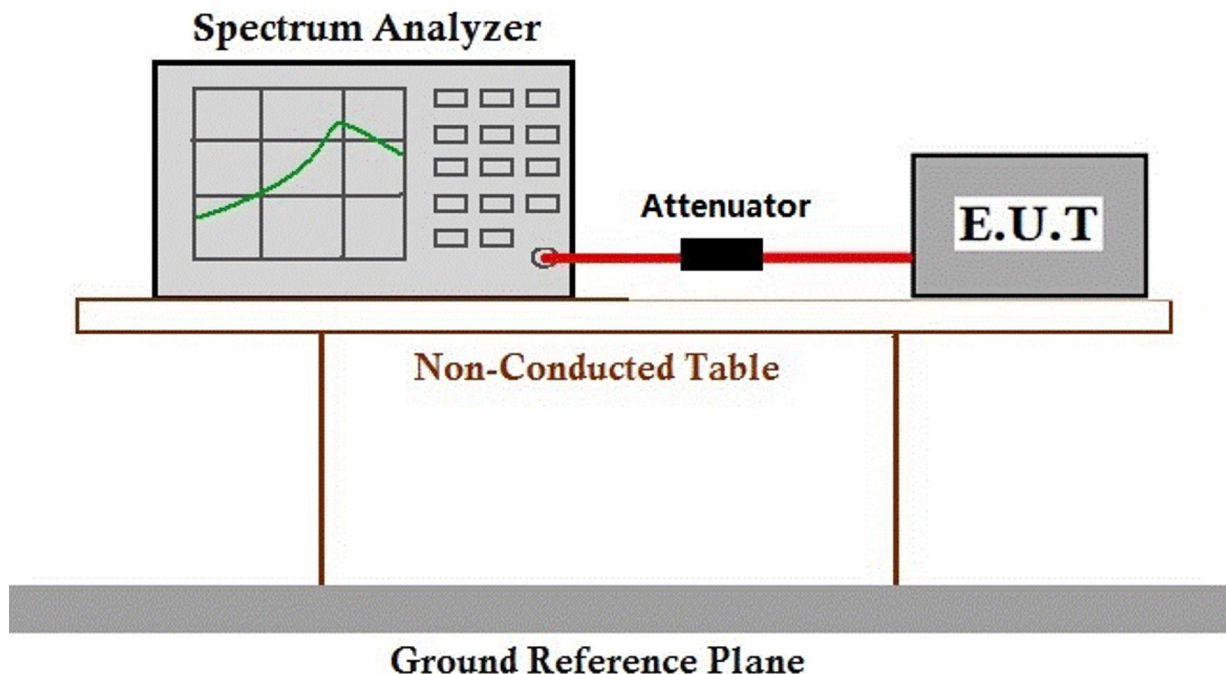 Spectrum Analyzer
Attenuator
E.U.T
Non-Conducted Table
Ground Reference Plane